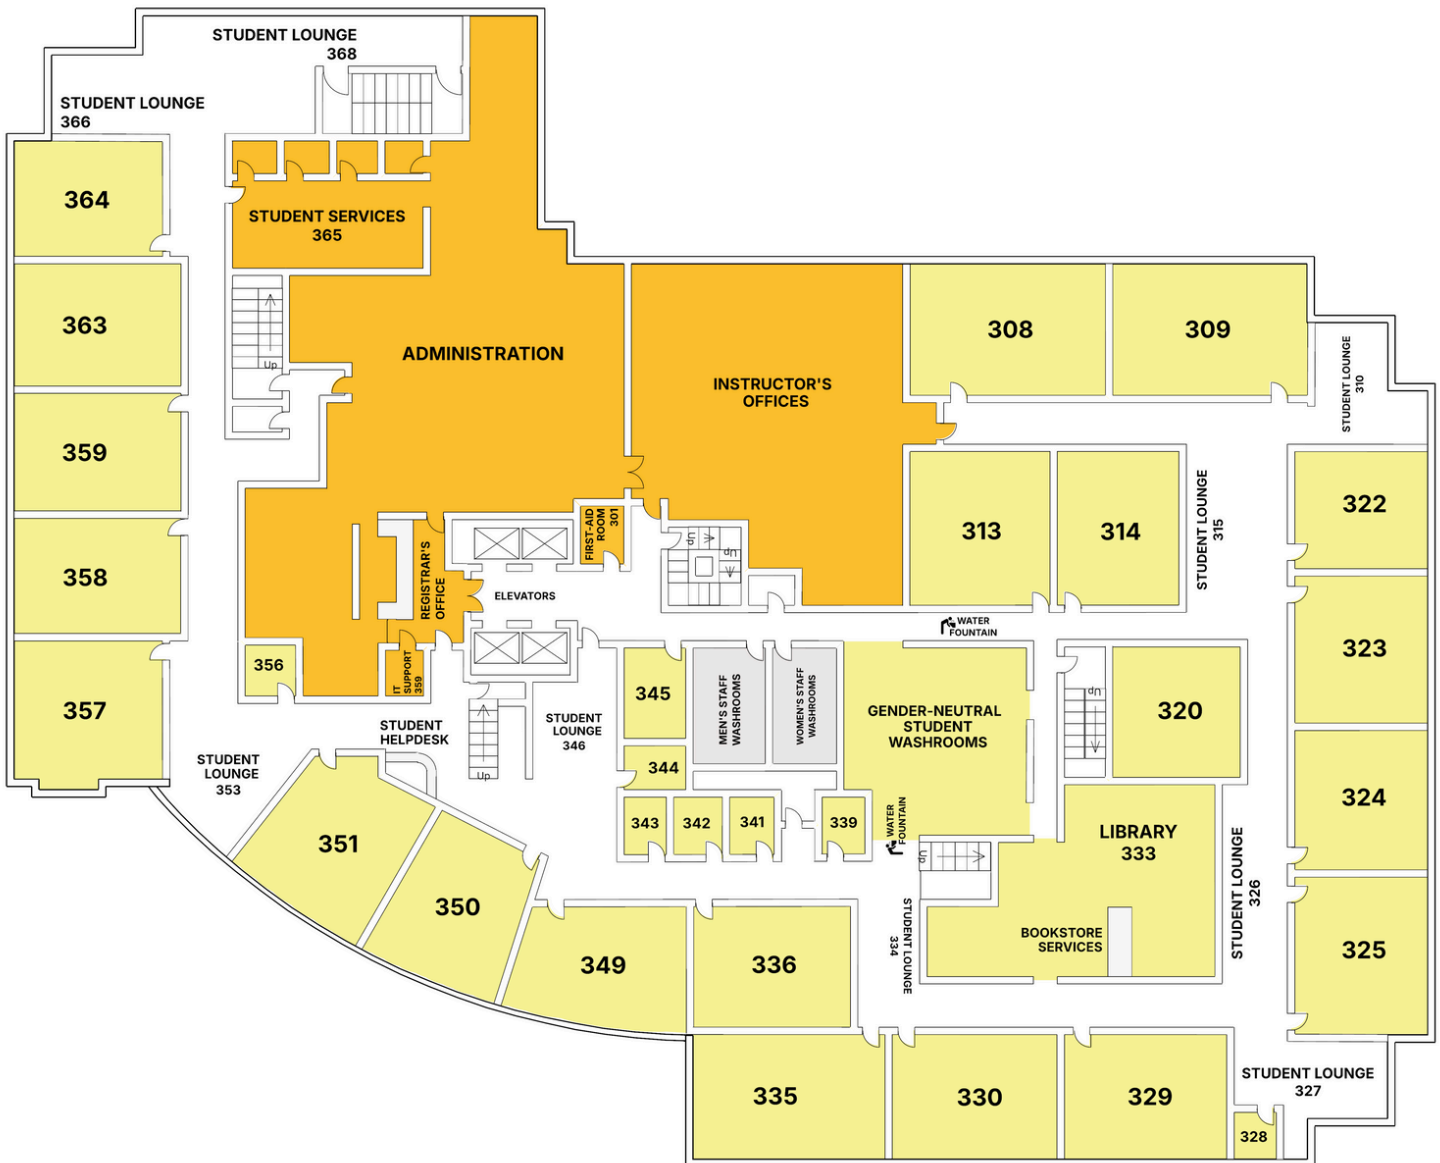 STUDENT LOUNGE
368
STUDENT LOUNGE
366
364
STUDENT SERVICES
365
363
Up
ADMINISTRATION
INSTRUCTOR'S
OFFICES
308
309
STUDENT LOUNGE
310
359
358
357
356
REGISTRAR'S
OFFICE
IT
SUPPORT
359
FIRST-AID
ROOM
301
ELEVATORS
Up
Up
313
314
STUDENT LOUNGE
315
322
323
324
325
WATER
FOUNTAIN
345
MEN'S STAFF
WASHROOMS
WOMEN'S STAFF
WASHROOMS
GENDER-NEUTRAL
STUDENT
WASHROOMS
Up
320
STUDENT
HELPDESK
Up
STUDENT
LOUNGE
346
344
343
342
341
339
WATER
FOUNTAIN
Up
LIBRARY
333
BOOKSTORE
SERVICES
STUDENT LOUNGE
326
STUDENT
LOUNGE
353
351
350
349
336
STUDENT LOUNGE
334
335
330
329
STUDENT LOUNGE
327
328